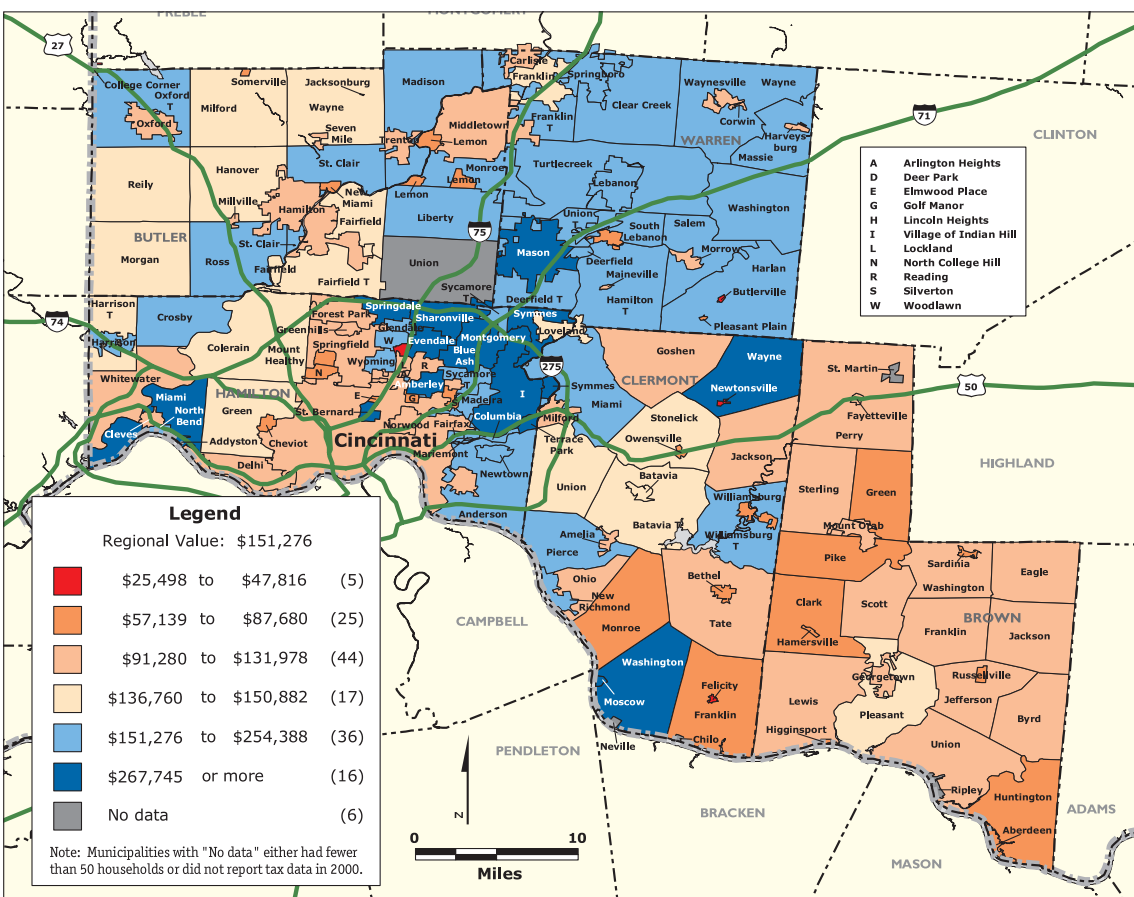 PREBLE
MONTGOMERY
27
Carlisle
Franklin
Springboro
College Corner
Oxford
T
Oxford
Somerville
Milford
Jacksonburg
Wayne
Seven
Mile
Madison
Middletown
Trenton
Lemon
Franklin
T
Clear Creek
Waynesville
Wayne
Corwin
Harveys-
burg
Massie
WARREN
71
CLINTON
St. Clair
Monroe
Lemon
Lemon
Turtlecreek
Lebanon
Washington
Reily
Hanover
Millville
Hamilton
New
Miami
Fairfield
Liberty
75
Union
T
South
Lebanon
Salem
Morrow
BUTLER
Morgan
Ross
St. Clair
Fairfield
Fairfield T
Union
Mason
Deerfield
Maineville
Harlan
Butlerville
Hamilton
T
Pleasant Plain
Sycamore
T
Deerfield T
A Arlington Heights
D Deer Park
E Elmwood Place
G Golf Manor
H Lincoln Heights
I Village of Indian Hill
L Lockland
N North College Hill
R Reading
S Silverton
W Woodlawn
Harrison
T
Crosby
74
Harrison
Colerain
Forest Park
Greenhills
Springdale
Sharonville
Symmes
Loveland
Glendale
W
Evendale
Montgomery
Blue
Ash
Springfield
Mount
Healthy
Wyoming
275
Goshen
Wayne
St. Martin
50
Whitewater
HAMILTON
CLERMONT
Newtonsville
N
R
Sycamore
T
Amberley
Symmes
Miami
Miami
North
Bend
Green
St. Bernard
E
G
S
Madeira
I
Columbia
Milford
Stonelick
Owensville
Fayetteville
Perry
Cleves
Addyston
Cheviot
Norwood
Fairfax
Cincinnati
Mariemont
Terrace
Park
Delhi
Newtown
Union
Batavia
Jackson
HIGHLAND
Sterling
Green
Anderson
Batavia T
Williamsburg
Williamsburg
T
Mount Orab
Amelia
Pierce
Pike
Sardinia
Washington
Eagle
Ohio
New
Richmond
Bethel
Tate
Clark
Scott
BROWN
CAMPBELL
Monroe
Hamersville
Franklin
Jackson
Washington
Moscow
Felicity
Franklin
Georgetown
Russellville
Jefferson
Lewis
Pleasant
Byrd
Higginsport
Neville
Chilo
Union
PENDLETON
Ripley
Huntington
BRACKEN
ADAMS
Aberdeen
MASON
Legend
Regional Value: $151,276
$25,498 to $47,816 (5)
$57,139 to $87,680 (25)
$91,280 to $131,978 (44)
$136,760 to $150,882 (17)
$151,276 to $254,388 (36)
$267,745 or more (16)
No data (6)
Note: Municipalities with "No data" either had fewer
than 50 households or did not report tax data in 2000.
N
0 10
Miles